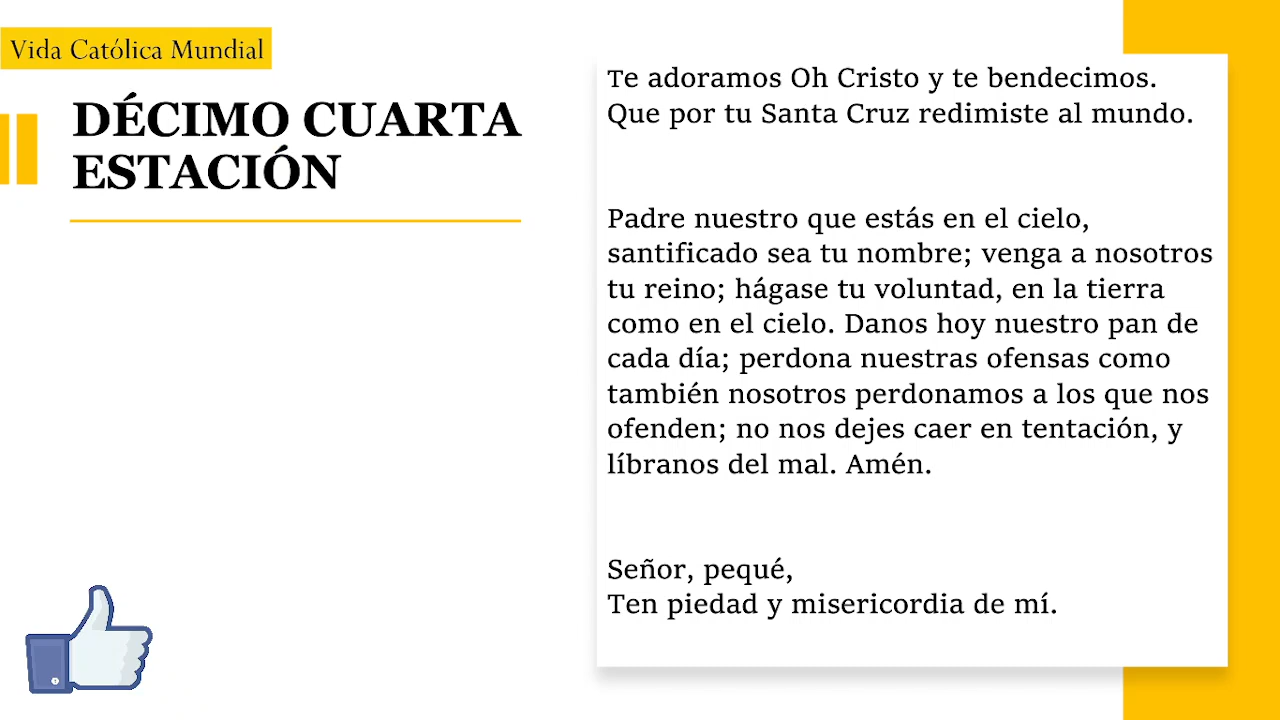 Vida Católica Mundial
DÉCIMO CUARTA
ESTACIÓN
Te adoramos Oh Cristo y te bendecimos.
Que por tu Santa Cruz redimiste al mundo.
Padre nuestro que estás en el cielo,
santificado sea tu nombre; venga a nosotros
tu reino; hágase tu voluntad, en la tierra
como en el cielo. Danos hoy nuestro pan de
cada día; perdona nuestras ofensas como
también nosotros perdonamos a los que nos
ofenden; no nos dejes caer en tentación, y
líbranos del mal. Amén.
Señor, pequé,
Ten piedad y misericordia de mí.